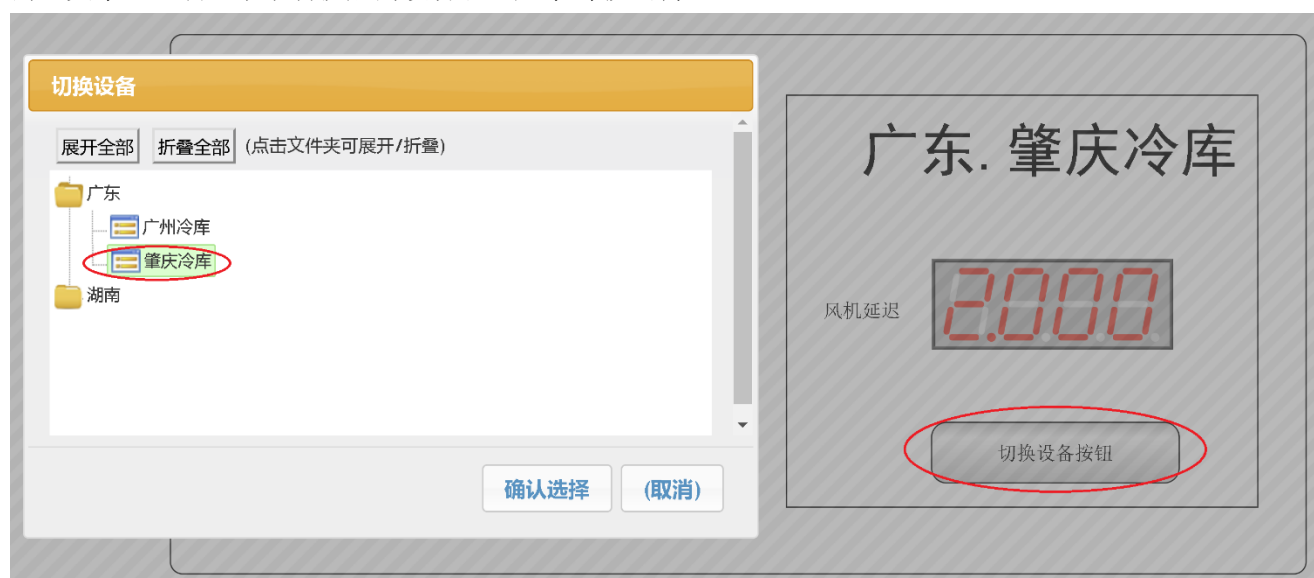 切换设备
展开全部 折叠全部 (点击文件夹可展开/折叠)
广东
广州冷库
肇庆冷库
湖南
确认选择 (取消)
广东. 肇庆冷库
风机延迟 2.000
切换设备按钮